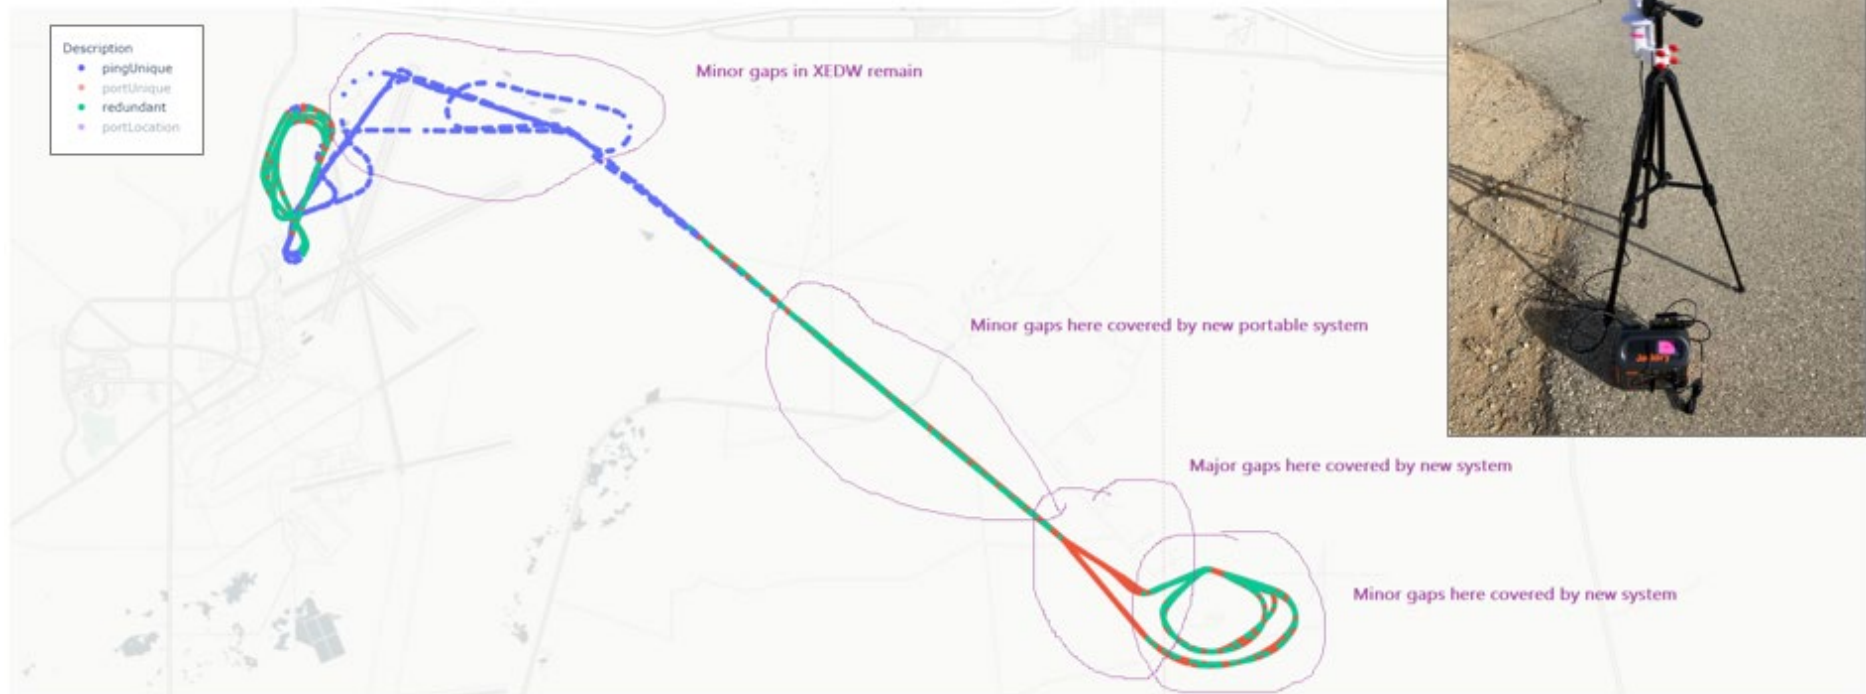 Description
pingUnique
portUnique
redundant
portLocation
Minor gaps in XEDW remain
Minor gaps here covered by new portable system
Major gaps here covered by new system
Minor gaps here covered by new system
Jackery